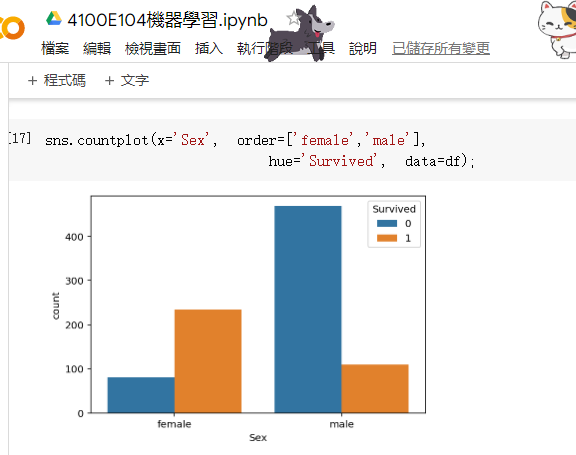 CO
4100E104機器學習.ipynb
檔案 編輯 檢視畫面 插入 執行階段 工具 說明 已儲存所有變更
+ 程式碼 + 文字
[17] sns.countplot(x='Sex', order=['female','male'],
hue='Survived', data=df);
Survived
0
1
400
300
200
100
0
count
female male
Sex